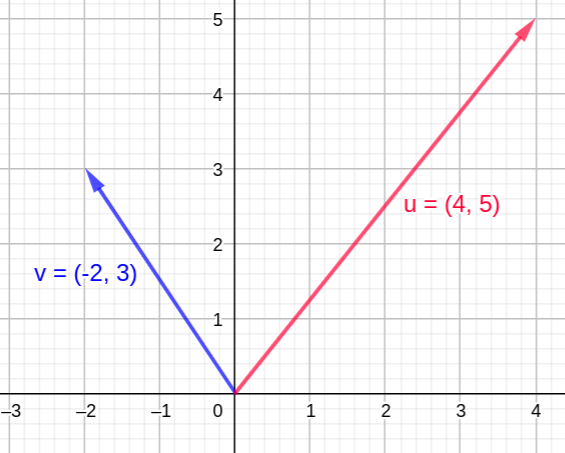 5
4
3
u = (4, 5)
2
v = (-2, 3)
1
–3 –2 –1 0 1 2 3 4